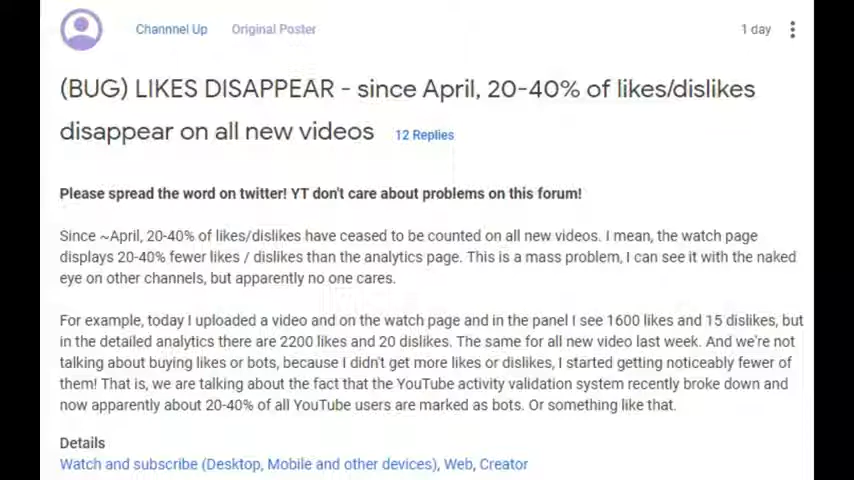 Channnel Up Original Poster 1 day
(BUG) LIKES DISAPPEAR - since April, 20-40% of likes/dislikes
disappear on all new videos 12 Replies
Please spread the word on twitter! YT don't care about problems on this forum!
Since ~April, 20-40% of likes/dislikes have ceased to be counted on all new videos. I mean, the watch page
displays 20-40% fewer likes / dislikes than the analytics page. This is a mass problem, I can see it with the naked
eye on other channels, but apparently no one cares.
For example, today I uploaded a video and on the watch page and in the panel I see 1600 likes and 15 dislikes, but
in the detailed analytics there are 2200 likes and 20 dislikes. The same for all new video last week. And we're not
talking about buying likes or bots, because I didn't get more likes or dislikes, I started getting noticeably fewer of
them! That is, we are talking about the fact that the YouTube activity validation system recently broke down and
now apparently about 20-40% of all YouTube users are marked as bots. Or something like that.
Details
Watch and subscribe (Desktop, Mobile and other devices), Web, Creator